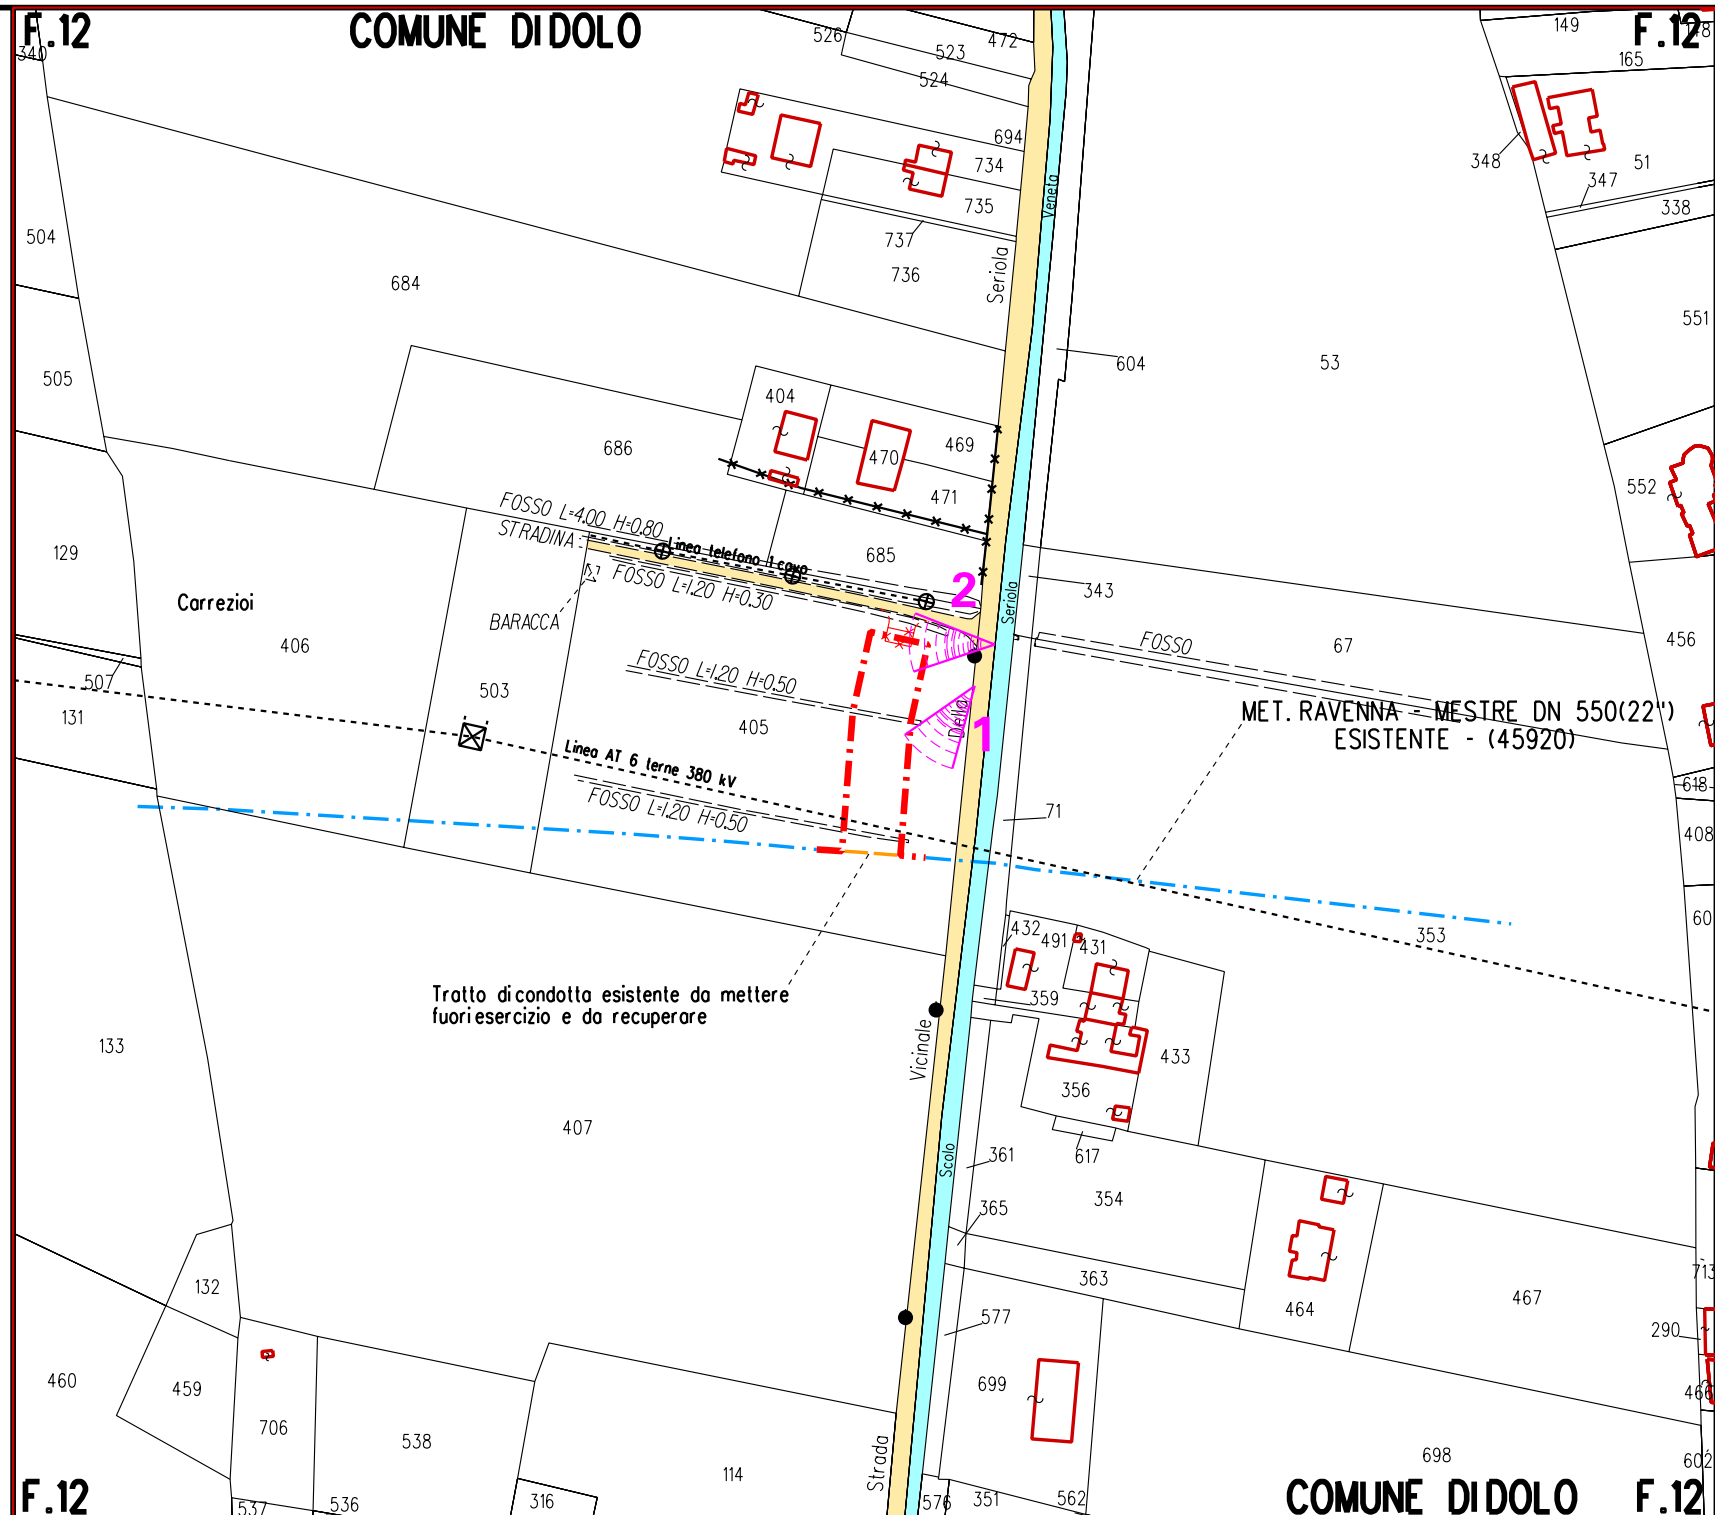 F.12
COMUNE DI DOLO
F.12
340
526
523
472
524
149
165
694
734
735
737
736
348
347
51
338
504
684
Veneta
Seriola
551
505
604
53
404
469
470
471
686
552
FOSSO L=4.00 H=0.80
STRADINA
Linea telefono 1 cavo
685
129
FOSSO L=1.20 H=0.30
2
343
Seriola
Carrezioi
BARACCA
406
FOSSO
67
456
507
503
FOSSO L=1.20 H=0.50
131
405
Della
1
MET. RAVENNA - MESTRE DN 550(22")
ESISTENTE - (45920)
Linea AT 6 terne 380 kV
618
FOSSO L=1.20 H=0.50
71
408
60
432
491
431
353
Tratto di condotta esistente da mettere
fuori esercizio e da recuperare
359
133
Vicinale
433
356
407
361
617
Scolo
354
365
132
363
464
467
713
577
290
460
459
699
466
706
538
114
Strada
698
602
F.12
537
536
316
576
351
562
COMUNE DI DOLO
F.12